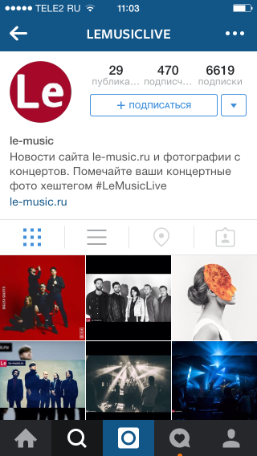 TELE2 RU 11:03
LEMUSICLIVE
Le
29 470 6619
публика... подписч... подписки
+ ПОДПИСАТЬСЯ
le-music
Новости сайта le-music.ru и фотографии с
концертов. Помечайте ваши концертные
фото хештегом #LeMusicLive
le-music.ru